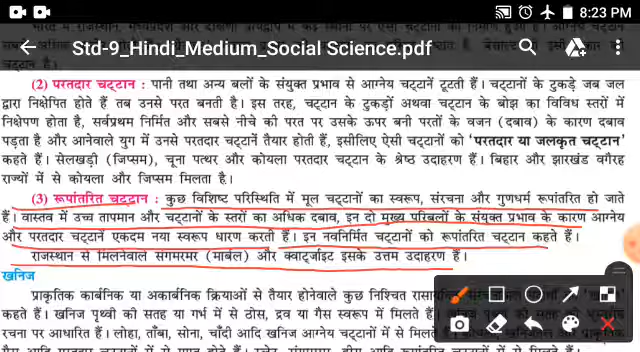 8:23 PM
Std-9_Hindi_Medium_Social Science.pdf
चट्टान है।
(2) परतदार चट्टान : पानी तथा अन्य बलों के संयुक्त प्रभाव से आग्नेय चट्टानें टूटती हैं। चट्टानों के टुकड़े जब जल
द्वारा निक्षेपित होते हैं तब उनसे परत बनती है। इस तरह, चट्टान के टुकड़ों अथवा चट्टान के बोझ का विविध स्तरों में
निक्षेपण होता है, सर्वप्रथम निर्मित और सबसे नीचे की परत पर उसके ऊपर बनी परतों के वजन (दबाव) के कारण दबाव
पड़ता है और आनेवाले युग में उनसे परतदार चट्टानें तैयार होती हैं, इसीलिए ऐसी चट्टानों को 'परतदार या जलकृत चट्टान'
कहते हैं। सेलखड़ी (जिप्सम), चूना पत्थर और कोयला परतदार चट्टान के श्रेष्ठ उदाहरण हैं। बिहार और झारखंड वगैरह
राज्यों में से कोयला और जिप्सम मिलता है।
(3) रूपांतरित चट्टान : कुछ विशिष्ट परिस्थिति में मूल चट्टानों का स्वरूप, संरचना और गुणधर्म रूपांतरित हो जाते
हैं। वास्तव में उच्च तापमान और चट्टानों के स्तरों का अधिक दबाव, इन दो मुख्य परिबलों के संयुक्त प्रभाव के कारण आग्नेय
और परतदार चट्टानें एकदम नया स्वरूप धारण करती हैं। इन नवनिर्मित चट्टानों को रूपांतरित चट्टान कहते हैं।
राजस्थान से मिलनेवाले संगमरमर (मार्बल) और क्वार्ट्जाइट इसके उत्तम उदाहरण हैं।
खनिज
प्राकृतिक कार्बनिक या अकार्बनिक क्रियाओं से तैयार होनेवाले कुछ निश्चित
कहते हैं। खनिज पृथ्वी की सतह या गर्भ में से ठोस, द्रव या गैस स्वरूप में मिलते
रचना पर आधारित हैं। लोहा, ताँबा, सोना, चाँदी आदि खनिज आग्नेय चट्टानों में से मिलते